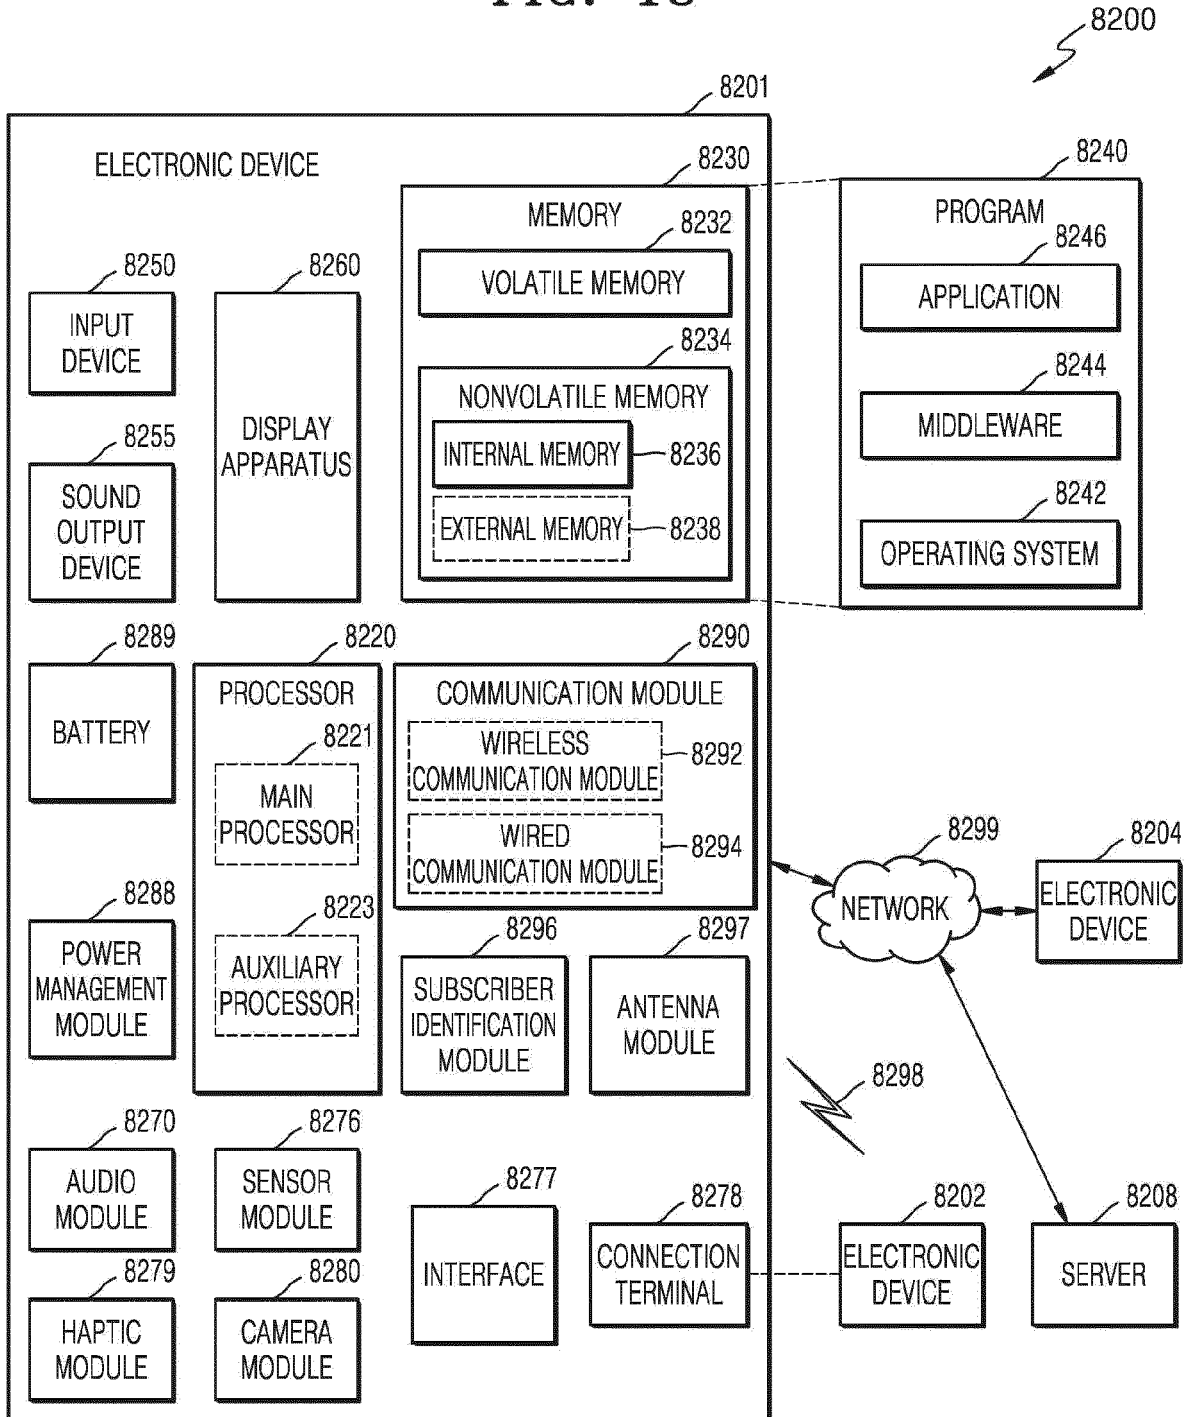 8200
8201
ELECTRONIC DEVICE
8230
MEMORY
8232
VOLATILE MEMORY
8234
NONVOLATILE MEMORY
INTERNAL MEMORY
8236
EXTERNAL MEMORY
8238
8240
PROGRAM
8246
APPLICATION
8244
MIDDLEWARE
8242
OPERATING SYSTEM
8250
INPUT
DEVICE
8260
DISPLAY
APPARATUS
8255
SOUND
OUTPUT
DEVICE
8289
BATTERY
8220
PROCESSOR
8221
MAIN
PROCESSOR
8223
AUXILIARY
PROCESSOR
8290
COMMUNICATION MODULE
WIRELESS
COMMUNICATION MODULE
8292
WIRED
COMMUNICATION MODULE
8294
8299
NETWORK
8204
ELECTRONIC
DEVICE
8288
POWER
MANAGEMENT
MODULE
8296
SUBSCRIBER
IDENTIFICATION
MODULE
8297
ANTENNA
MODULE
8298
8270
AUDIO
MODULE
8276
SENSOR
MODULE
8277
INTERFACE
8278
CONNECTION
TERMINAL
8202
ELECTRONIC
DEVICE
8208
SERVER
8279
HAPTIC
MODULE
8280
CAMERA
MODULE